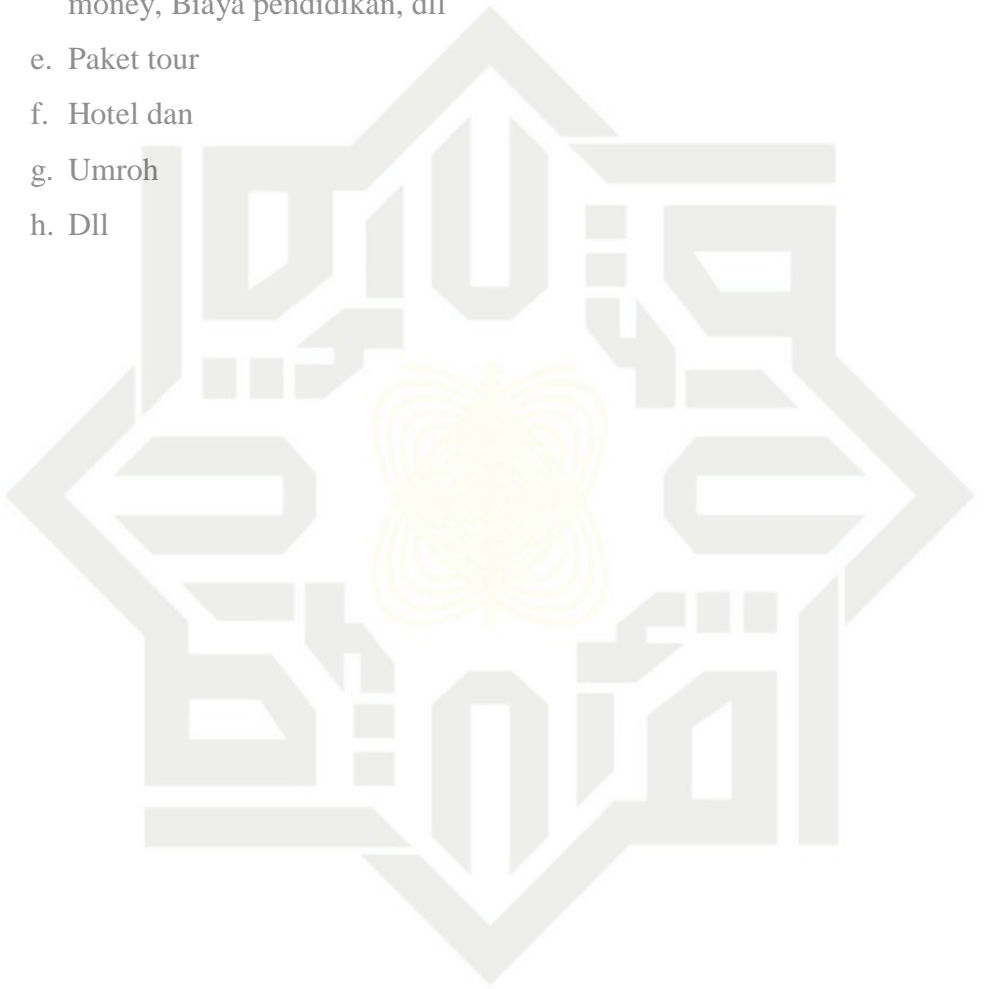 money, Biaya pendidikan, dll
e. Paket tour
f. Hotel dan
g. Umroh
h. Dll